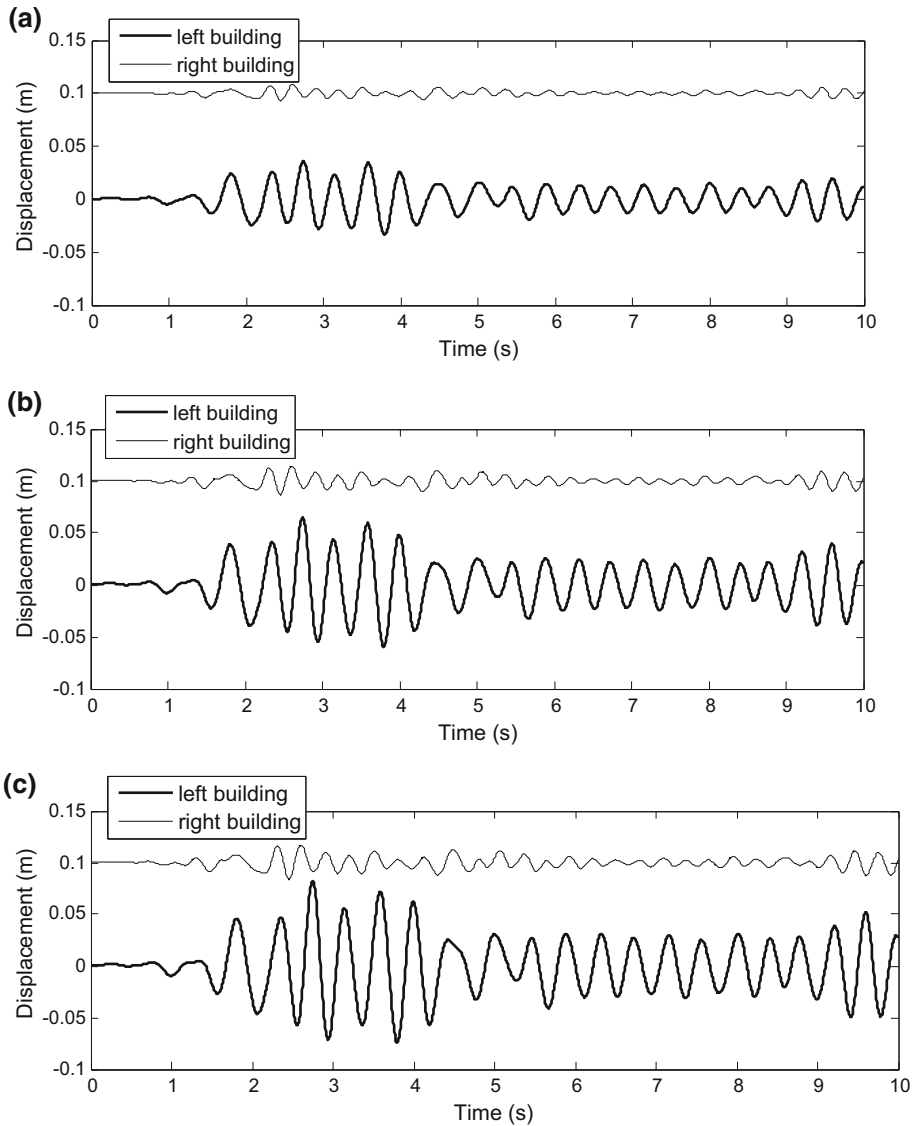 (a)
left building
right building
0.15
0.1
0.05
0
-0.05
-0.1
Displacement (m)
0 1 2 3 4 5 6 7 8 9 10
Time (s)
(b)
left building
right building
0.15
0.1
0.05
0
-0.05
-0.1
Displacement (m)
0 1 2 3 4 5 6 7 8 9 10
Time (s)
(c)
left building
right building
0.15
0.1
0.05
0
-0.05
-0.1
Displacement (m)
0 1 2 3 4 5 6 7 8 9 10
Time (s)